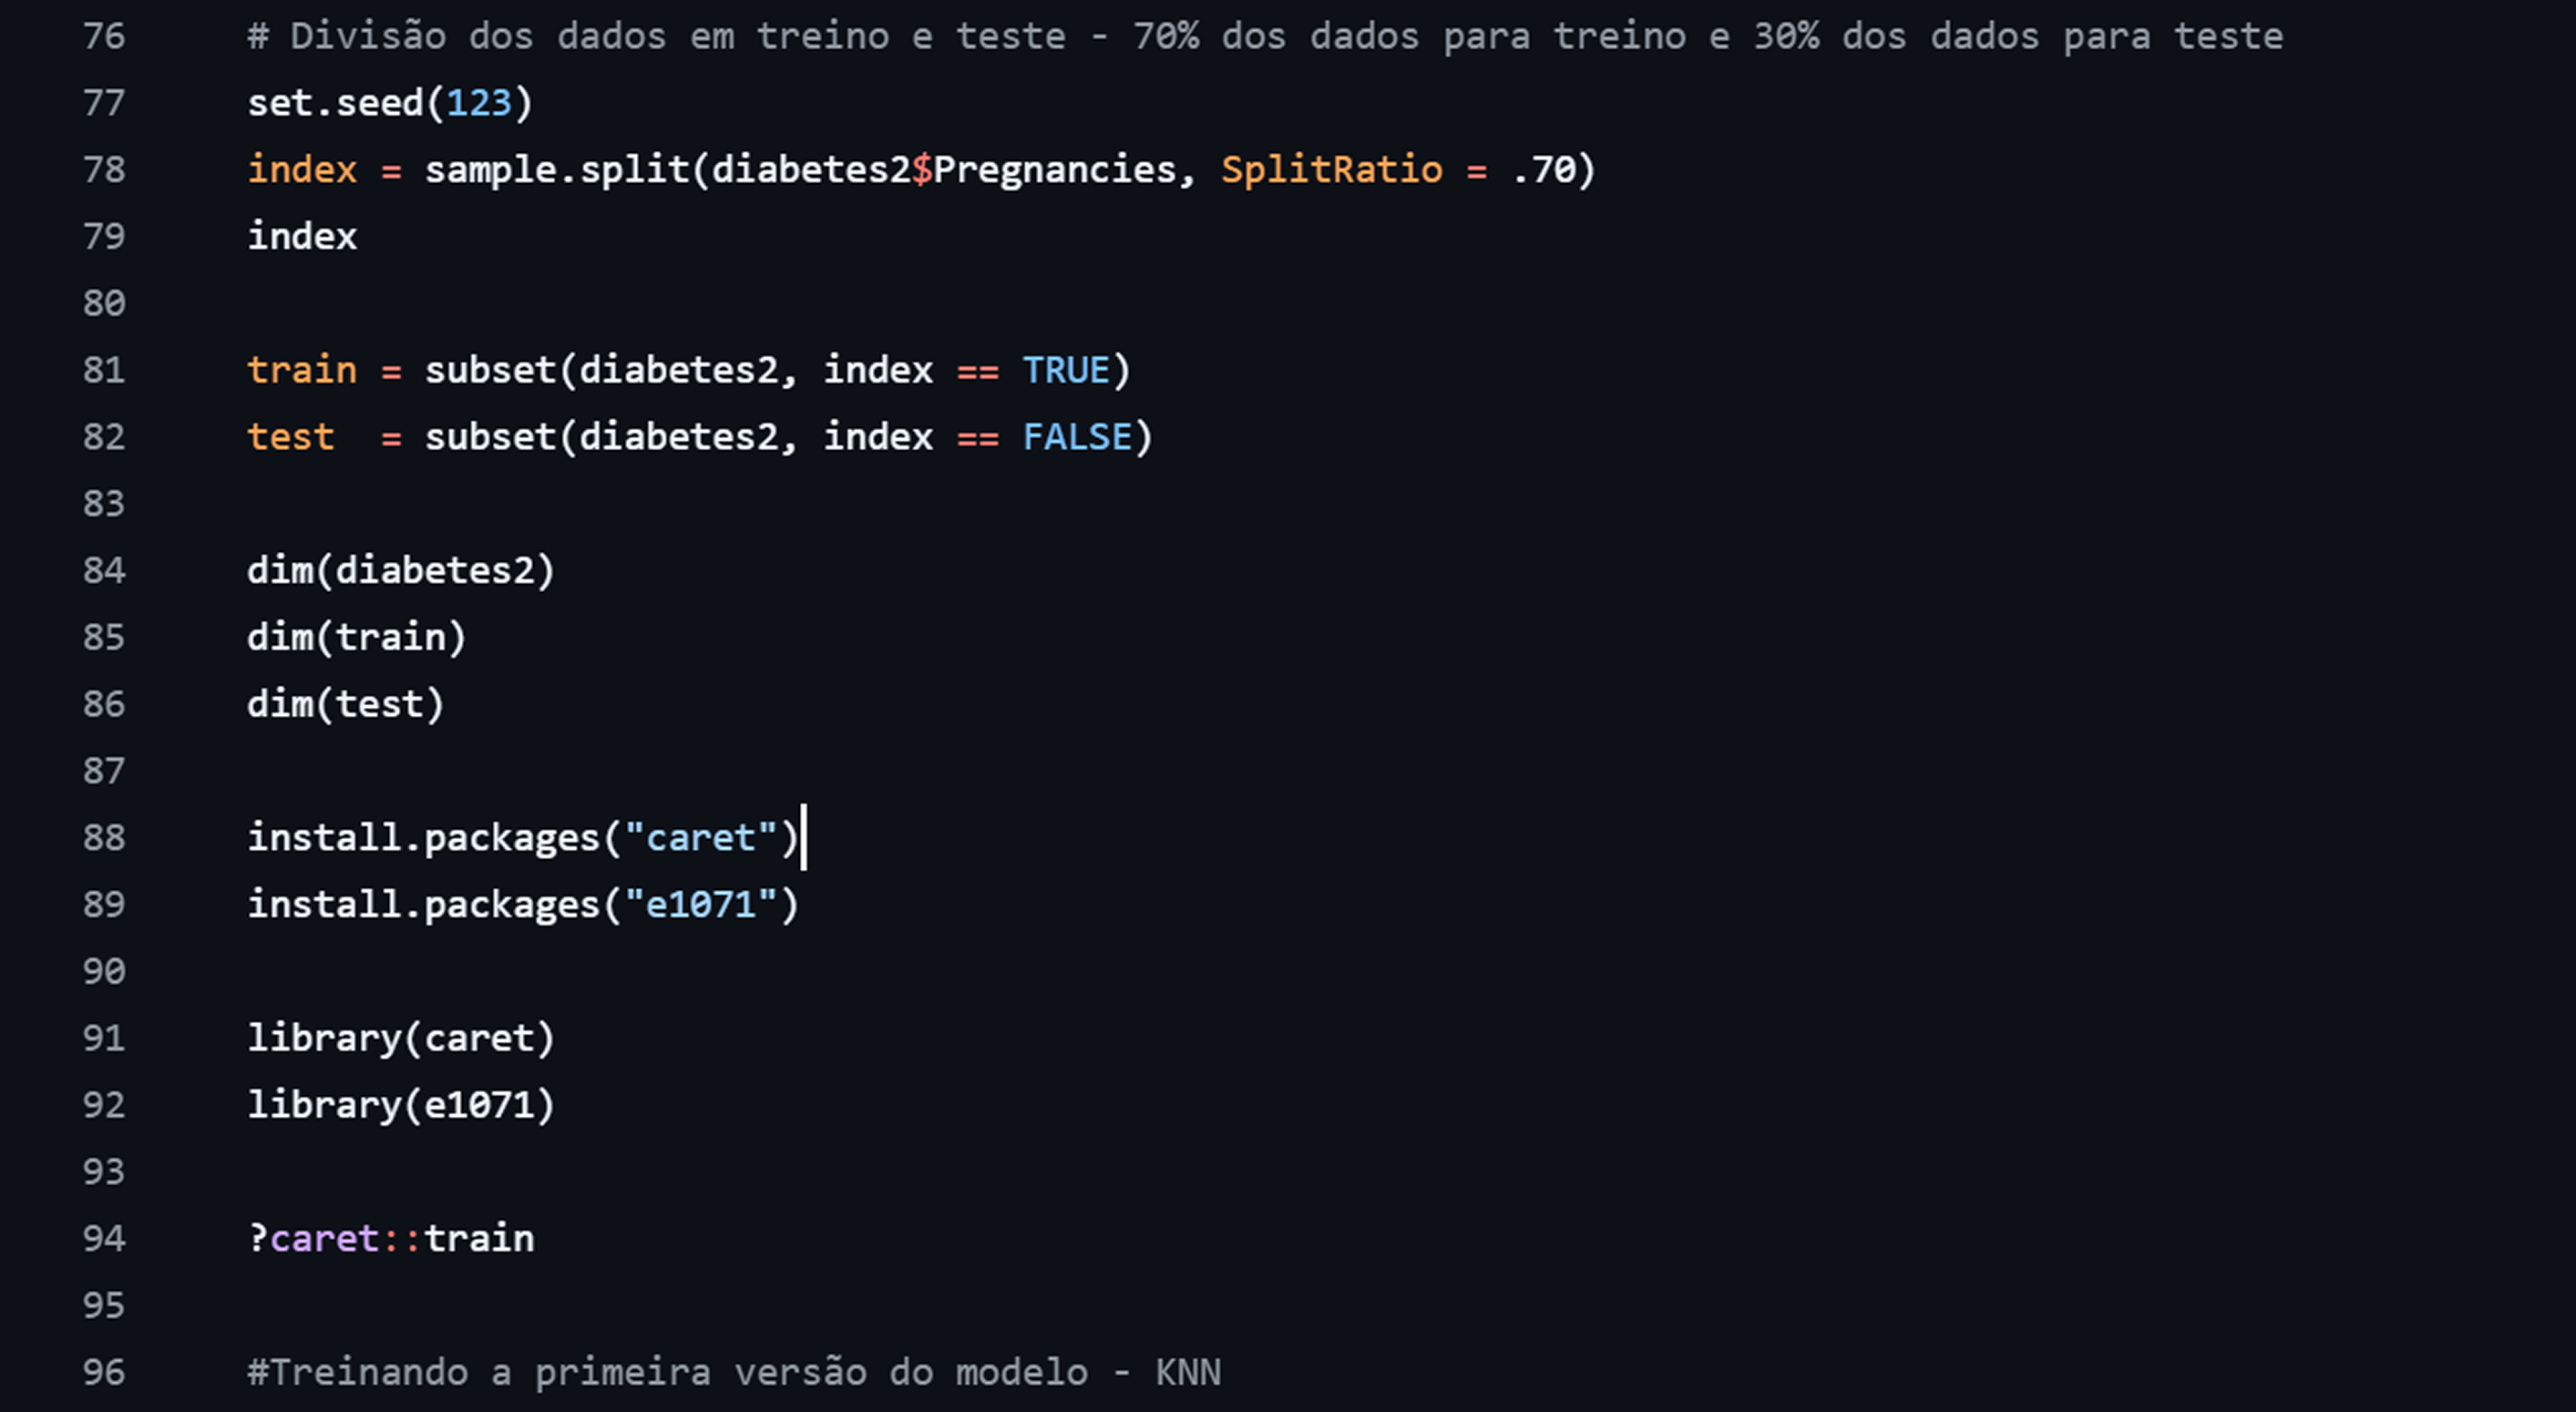 76 # Divisão dos dados em treino e teste - 70% dos dados para treino e 30% dos dados para teste
77 set.seed(123)
78 index = sample.split(diabetes2$Pregnancies, SplitRatio = .70)
79 index
80
81 train = subset(diabetes2, index == TRUE)
82 test  = subset(diabetes2, index == FALSE)
83
84 dim(diabetes2)
85 dim(train)
86 dim(test)
87
88 install.packages("caret")
89 install.packages("e1071")
90
91 library(caret)
92 library(e1071)
93
94 ?caret::train
95
96 #Treinando a primeira versão do modelo - KNN